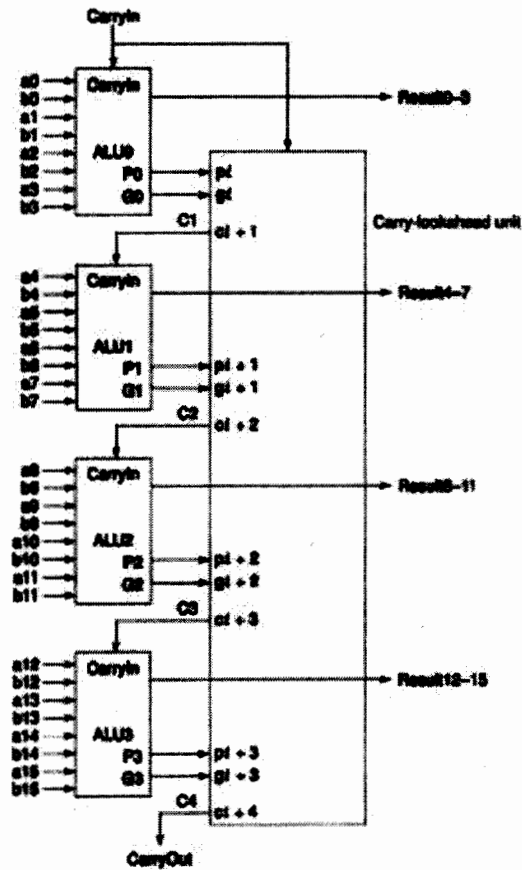 CarryIn
a0
b0
a1
b1
a2
b2
a3
b3
CarryIn
ALU0
P0
G0
pi
gi
Result0–3
Carry-lookahead unit
C1
ci + 1
a4
b4
a5
b5
a6
b6
a7
b7
CarryIn
ALU1
P1
G1
pi + 1
gi + 1
Result4–7
C2
ci + 2
a8
b8
a9
b9
a10
b10
a11
b11
CarryIn
ALU2
P2
G2
pi + 2
gi + 2
Result8–11
C3
ci + 3
a12
b12
a13
b13
a14
b14
a15
b15
CarryIn
ALU3
P3
G3
pi + 3
gi + 3
Result12–15
C4
ci + 4
CarryOut